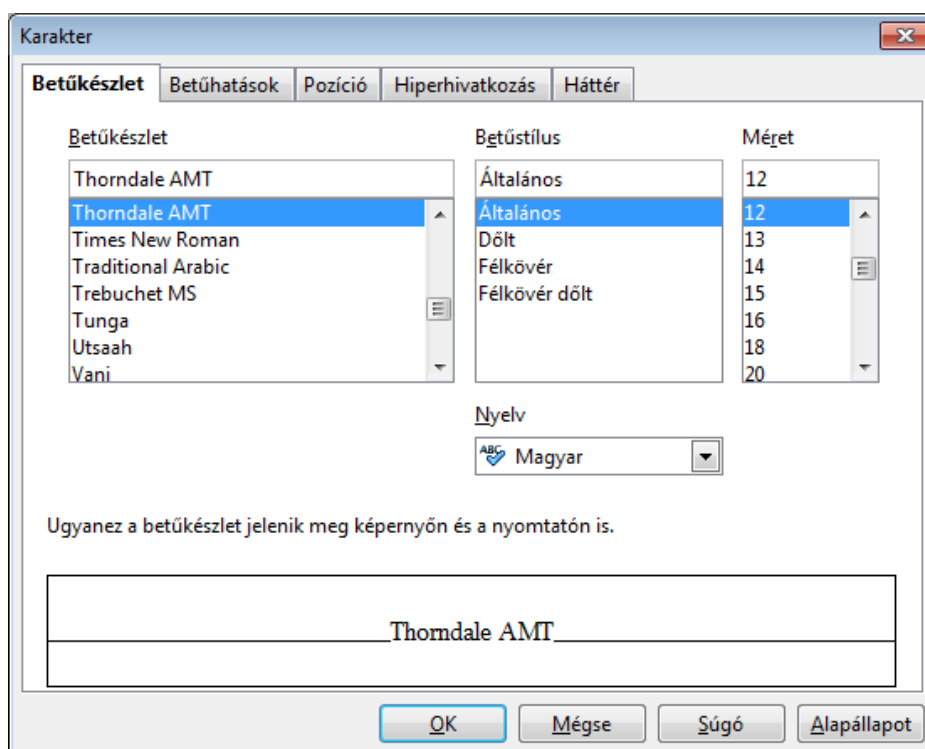 Karakter
Betűkészlet Betűhatások Pozíció Hiperhivatkozás Háttér
Betűkészlet Betűstílus Méret
Thorndale AMT Általános 12
Thorndale AMT Általános 12
Times New Roman Dőlt 13
Traditional Arabic Félkövér 14
Trebuchet MS Félkövér dőlt 15
Tunga 16
Utsaah 18
Vani 20
Nyelv
ABC Magyar
Ugyanez a betűkészlet jelenik meg képernyőn és a nyomtatón is.
Thorndale AMT
OK Mégse Súgó Alapállapot